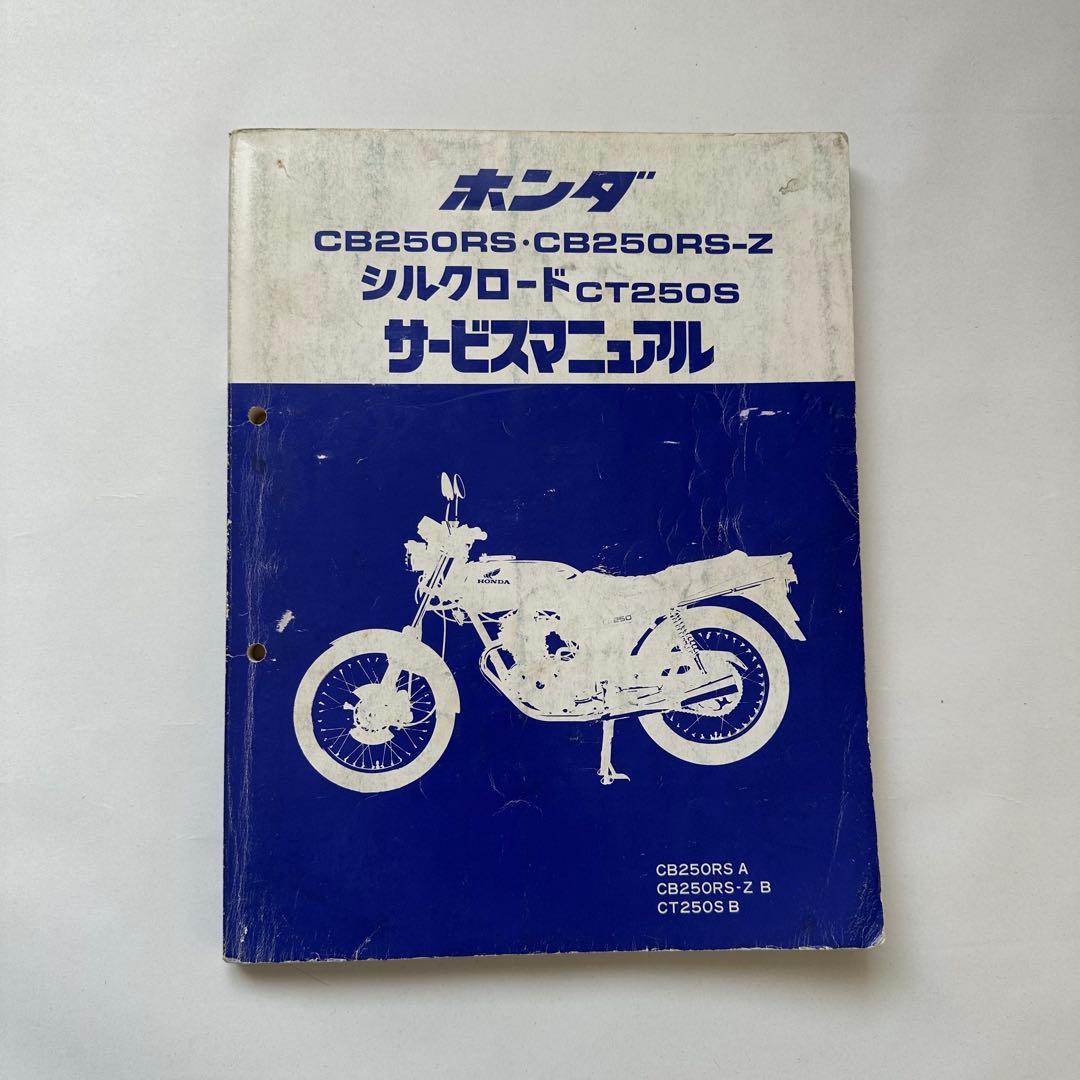 ホンダ
CB250RS・CB250RS-Z
シルクロードCT250S
サービスマニュアル
HONDA
250
CB250RS A
CB250RS-Z B
CT250S B